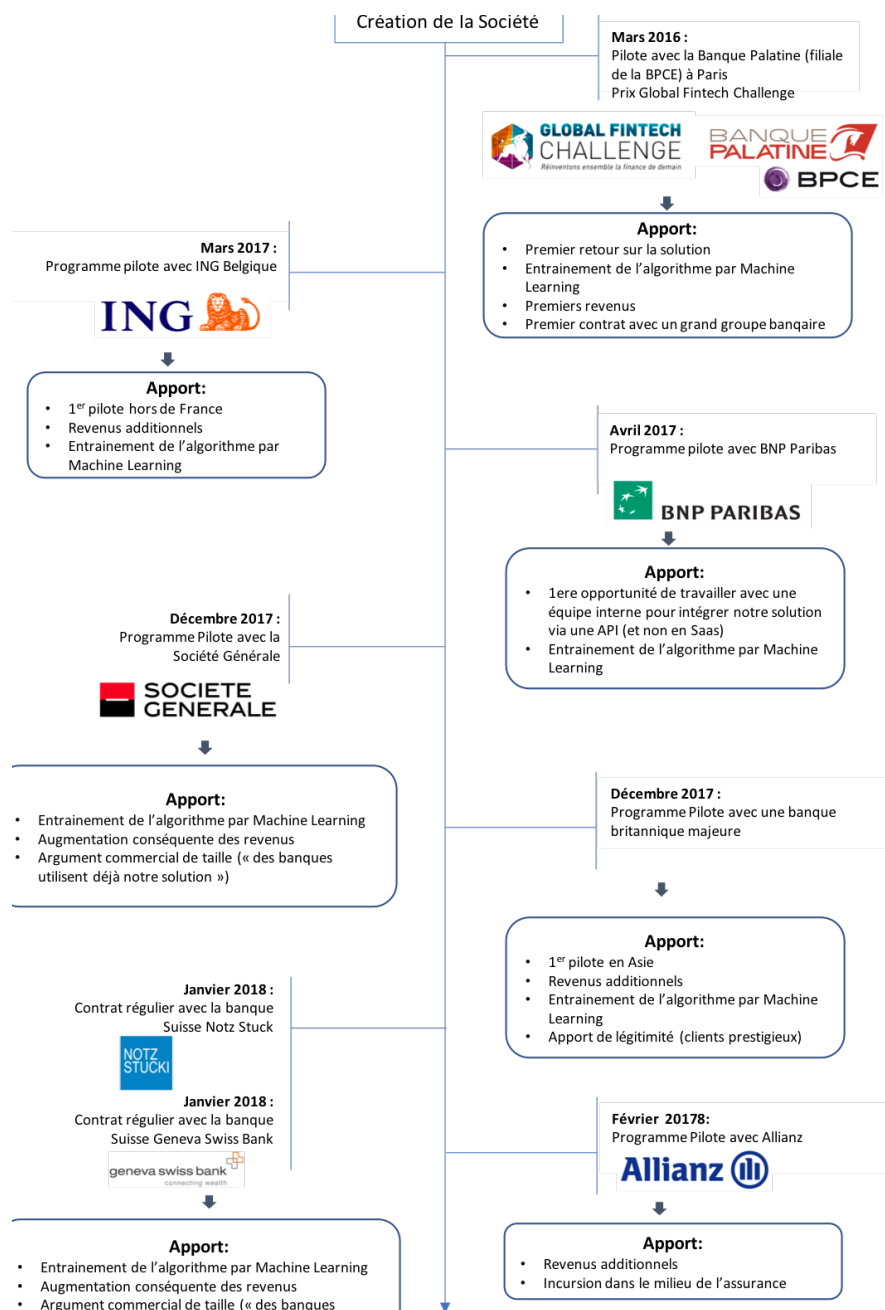 Création de la Société
Mars 2016 :
Pilote avec la Banque Palatine (filiale
de la BPCE) à Paris
Prix Global Fintech Challenge
GLOBAL FINTECH
CHALLENGE
Réinventons ensemble la finance de demain
BANQUE
PALATINE
BPCE
Apport:
• Premier retour sur la solution
• Entrainement de l'algorithme par Machine
Learning
• Premiers revenus
• Premier contrat avec un grand groupe banqaire
Mars 2017 :
Programme pilote avec ING Belgique
ING
Apport:
• 1er pilote hors de France
• Revenus additionnels
• Entrainement de l'algorithme par
Machine Learning
Avril 2017 :
Programme pilote avec BNP Paribas
BNP PARIBAS
Apport:
• 1ere opportunité de travailler avec une
équipe interne pour intégrer notre solution
via une API (et non en Saas)
• Entrainement de l'algorithme par Machine
Learning
Décembre 2017 :
Programme Pilote avec la
Société Générale
SOCIETE
GENERALE
Apport:
• Entrainement de l'algorithme par Machine Learning
• Augmentation conséquente des revenus
• Argument commercial de taille (« des banques
utilisent déjà notre solution »)
Décembre 2017 :
Programme Pilote avec une banque
britannique majeure
Apport:
• 1er pilote en Asie
• Revenus additionnels
• Entrainement de l'algorithme par Machine
Learning
• Apport de légitimité (clients prestigieux)
Janvier 2018 :
Contrat régulier avec la banque
Suisse Notz Stuck
NOTZ
STUCKI
Janvier 2018 :
Contrat régulier avec la banque
Suisse Geneva Swiss Bank
geneva swiss bank
connecting wealth
Apport:
• Entrainement de l'algorithme par Machine Learning
• Augmentation conséquente des revenus
• Argument commercial de taille (« des banques
Février 20178:
Programme Pilote avec Allianz
Allianz
Apport:
• Revenus additionnels
• Incursion dans le milieu de l'assurance